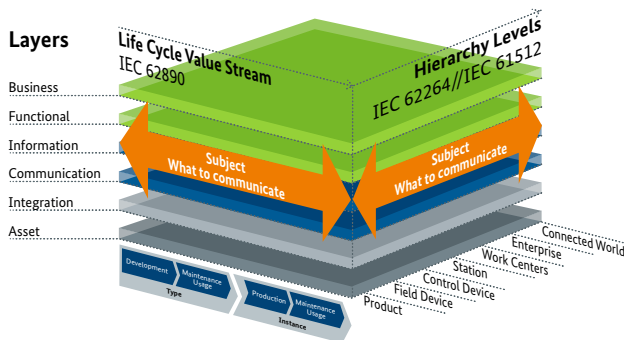 Layers
Life Cycle Value Stream
IEC 62890
Hierarchy Levels
IEC 62264//IEC 61512
Business
Functional
Information
Communication
Integration
Asset
Subject
What to communicate
Subject
What to communicate
Development
Maintenance
Usage
Type
Production
Maintenance
Usage
Instance
Connected World
Enterprise
Work Centers
Station
Control Device
Field Device
Product